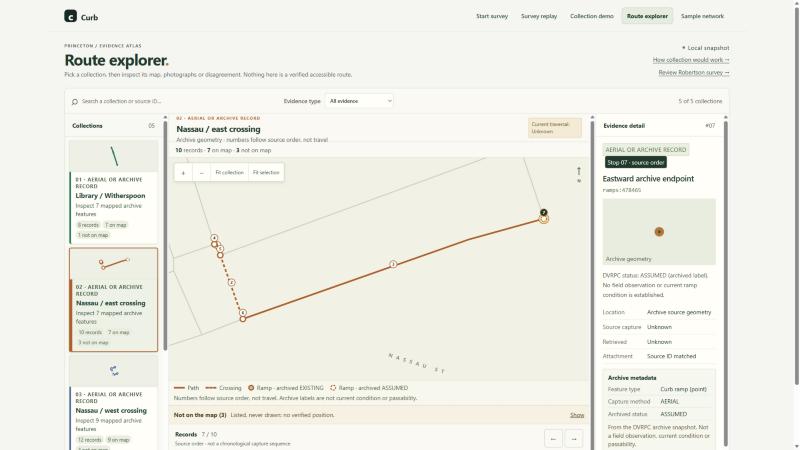 c Curb
Start survey
Survey replay
Collection demo
Route explorer
Sample network
PRINCETON / EVIDENCE ATLAS
Route explorer.
Pick a collection, then inspect its map, photographs or disagreement. Nothing here is a verified accessible route.
Local snapshot
How collection would work →
Review Robertson survey →
Search a collection or source ID...
Evidence type
All evidence
5 of 5 collections
Collections 05
01 · AERIAL OR ARCHIVE
RECORD
Library / Witherspoon
Inspect 7 mapped archive
features
8 records 7 on map
1 not on map
02 · AERIAL OR ARCHIVE
RECORD
Nassau / east crossing
Inspect 7 mapped archive
features
10 records 7 on map
3 not on map
03 · AERIAL OR ARCHIVE
RECORD
Nassau / west crossing
Inspect 9 mapped archive
features
12 records 9 on map
02 · AERIAL OR ARCHIVE RECORD
Nassau / east crossing
Archive geometry · numbers follow source order, not travel
10 records · 7 on map · 3 not on map
Current traversal:
Unknown
+
−
Fit collection
Fit selection
N
NASSAU ST
Path
Crossing
Ramp · archived EXISTING
Ramp · archived ASSUMED
Numbers follow source order, not travel. Archive labels are not current condition or passability.
Not on the map (3) Listed, never drawn: no verified position.
Show
Records 7 / 10
Source order · not a chronological capture sequence
← →
Evidence detail #07
AERIAL OR ARCHIVE RECORD
Stop 07 · source order
Eastward archive endpoint
ramps:478465
Archive geometry
DVRPC status: ASSUMED (archived label).
No field observation or current ramp
condition is established.
Location Archive source geometry
Source capture Unknown
Retrieved Unknown
Attachment Source ID matched
Archive metadata
Feature type Curb ramp (point)
Capture method AERIAL
Archived status ASSUMED
From the DVRPC archive snapshot. Not
a field observation, current condition or
passability.